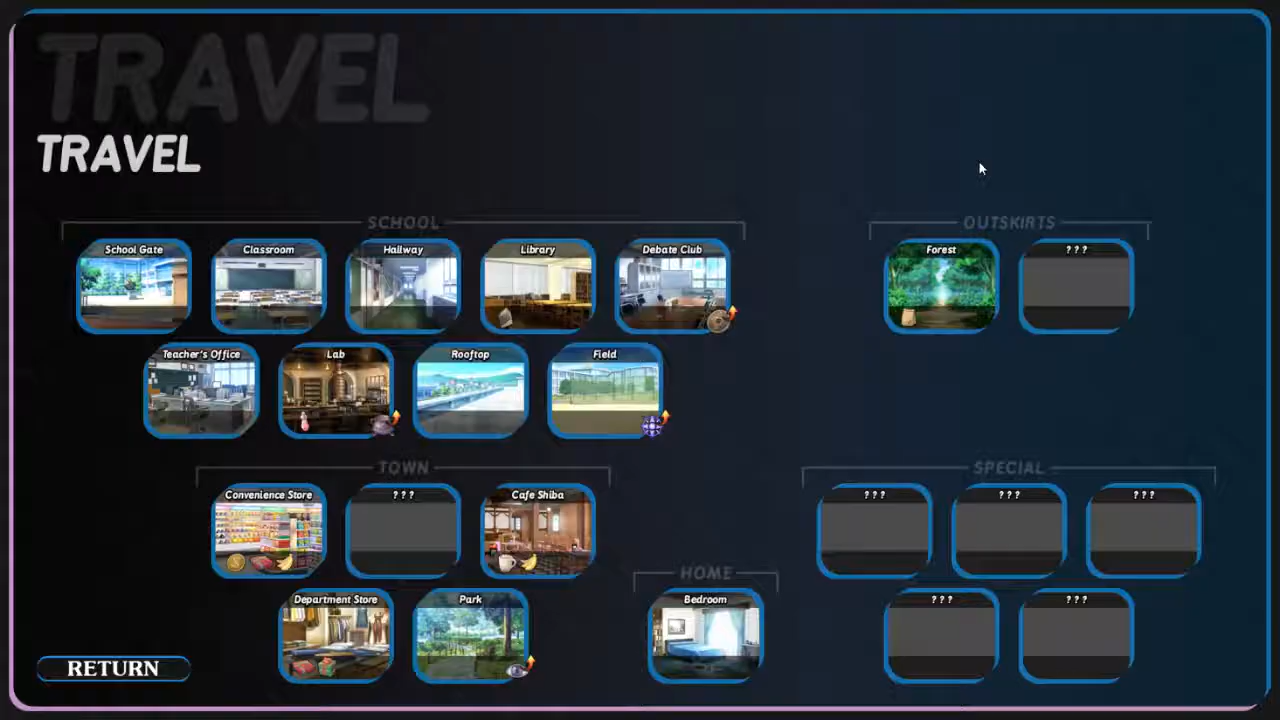 TRAVEL
TRAVEL
SCHOOL
OUTSKIRTS
School Gate
Classroom
Hallway
Library
Debate Club
Forest
???
Teacher's Office
Lab
Rooftop
Field
TOWN
SPECIAL
Convenience Store
???
Cafe Shiba
???
???
???
HOME
Department Store
Park
Bedroom
???
???
RETURN